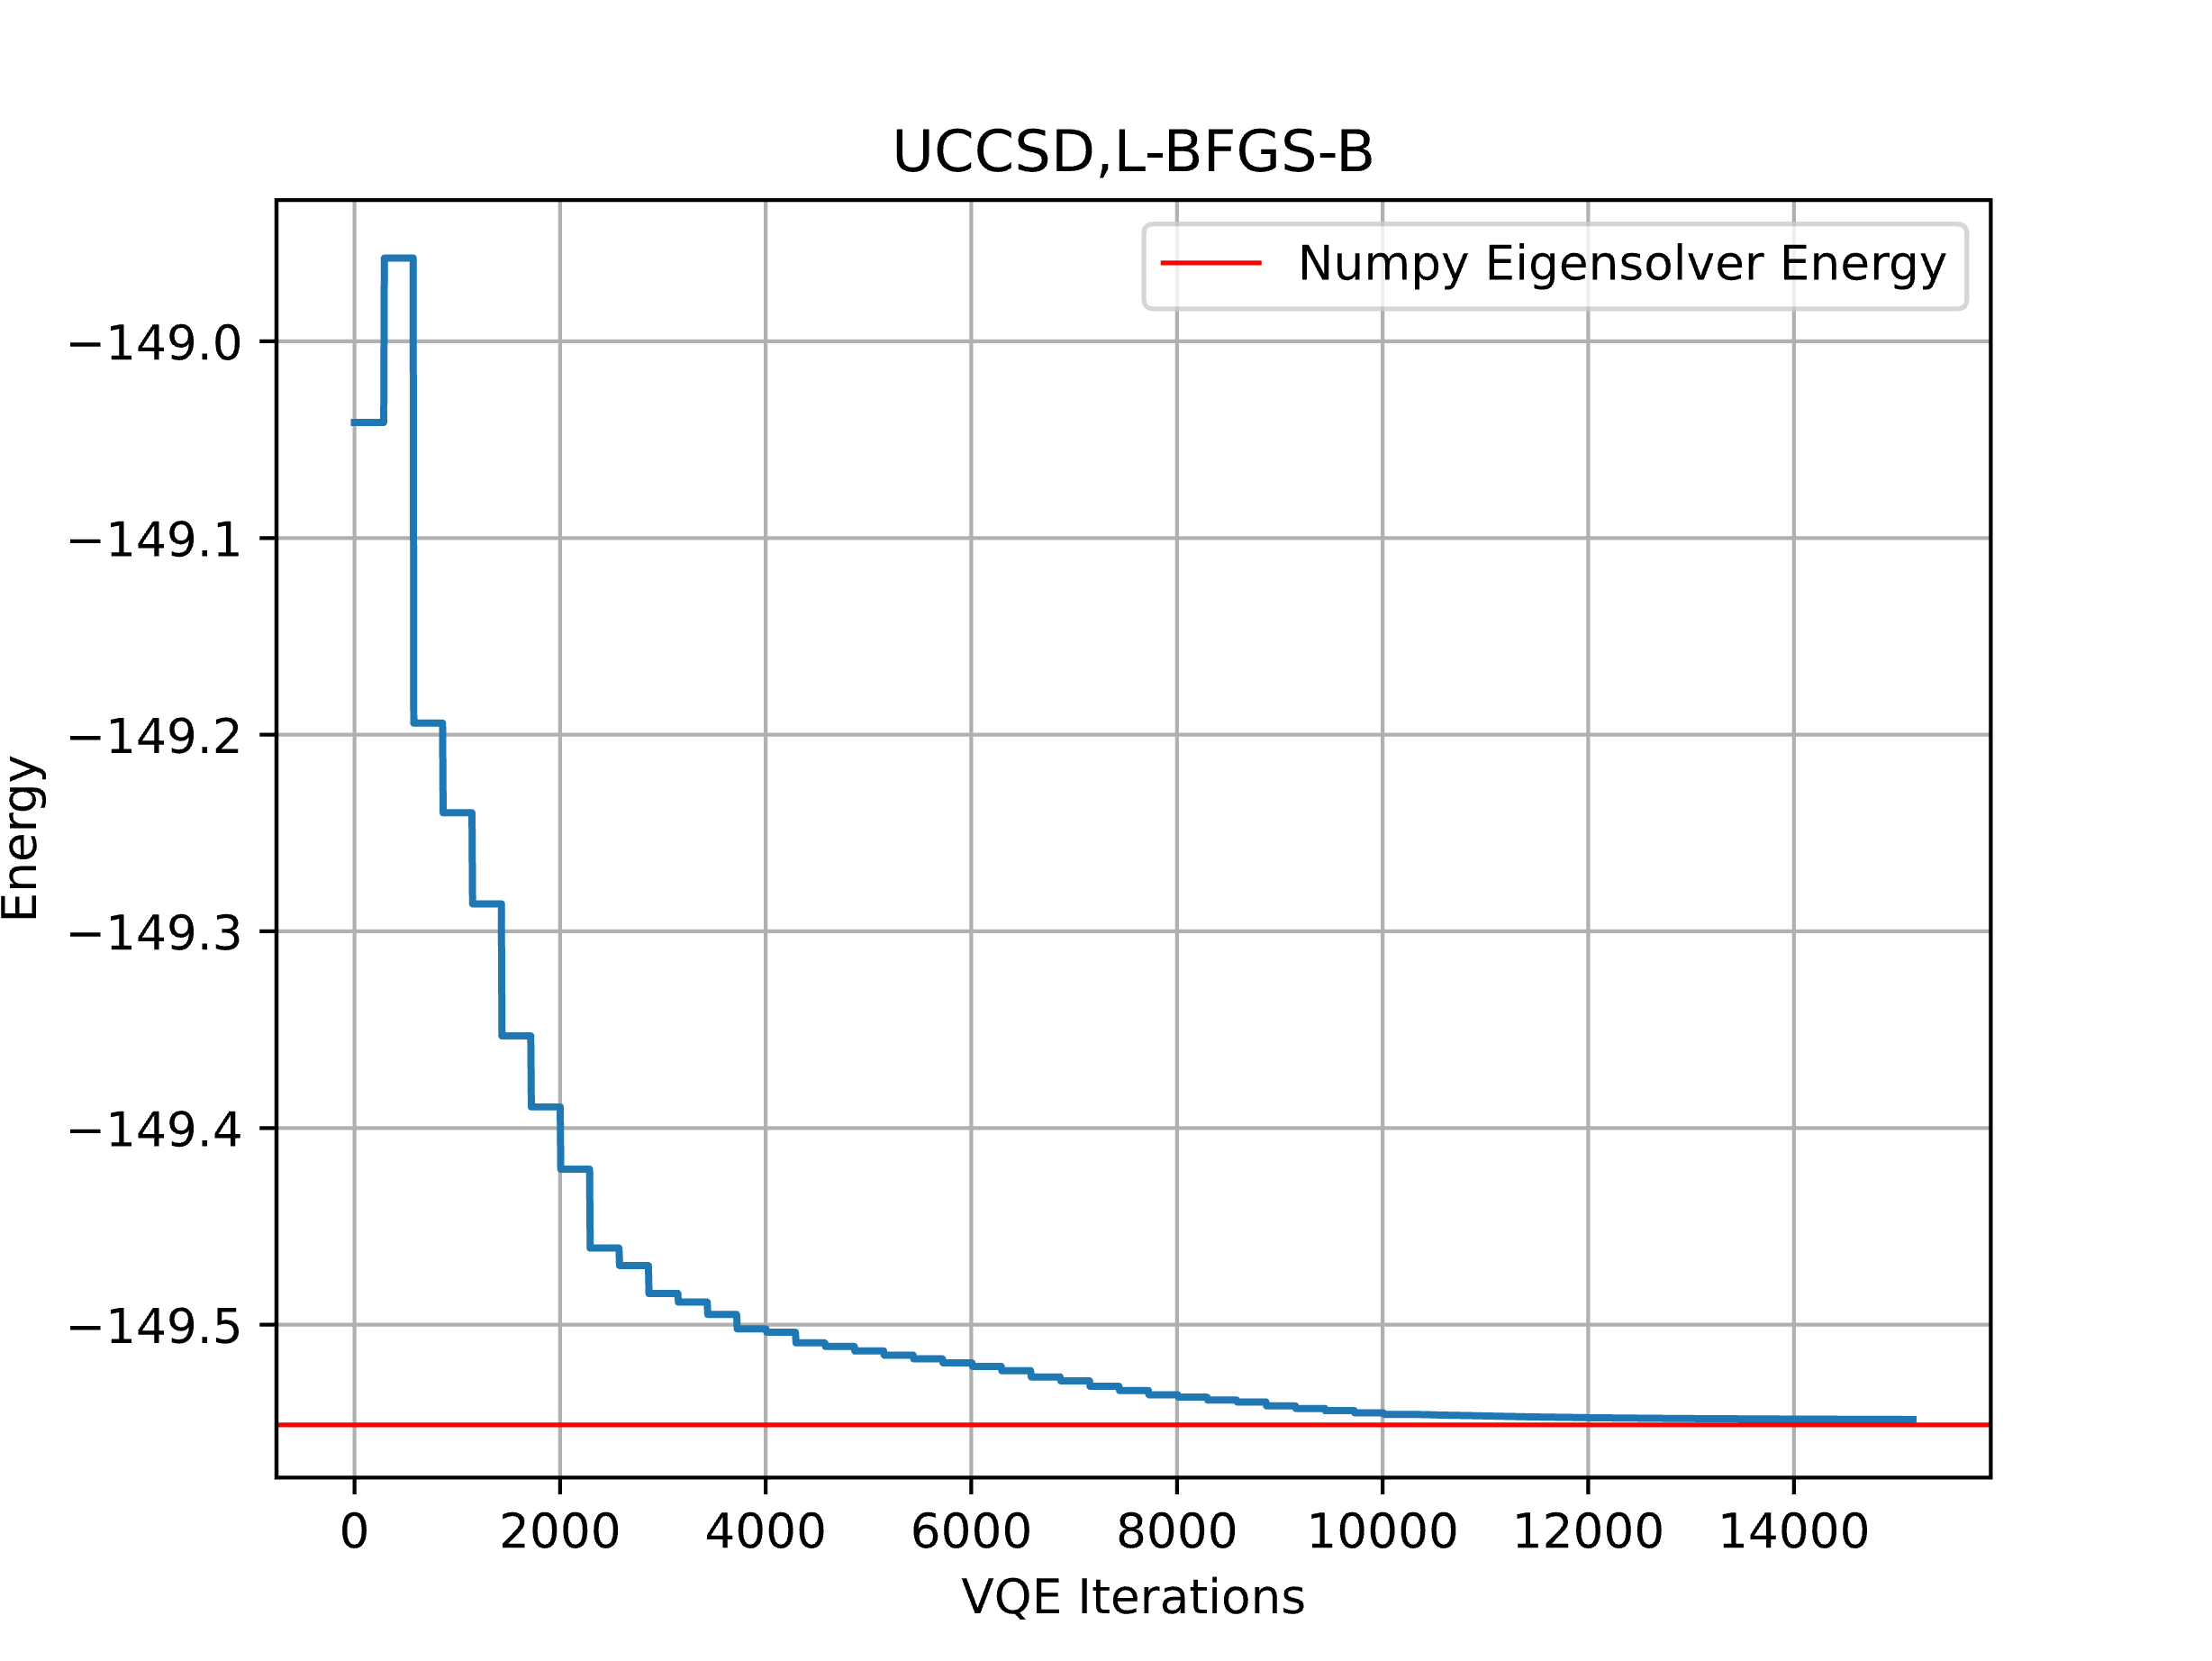 UCCSD,L-BFGS-B
Numpy Eigensolver Energy
−149.0
−149.1
−149.2
−149.3
−149.4
−149.5
Energy
0 2000 4000 6000 8000 10000 12000 14000
VQE Iterations